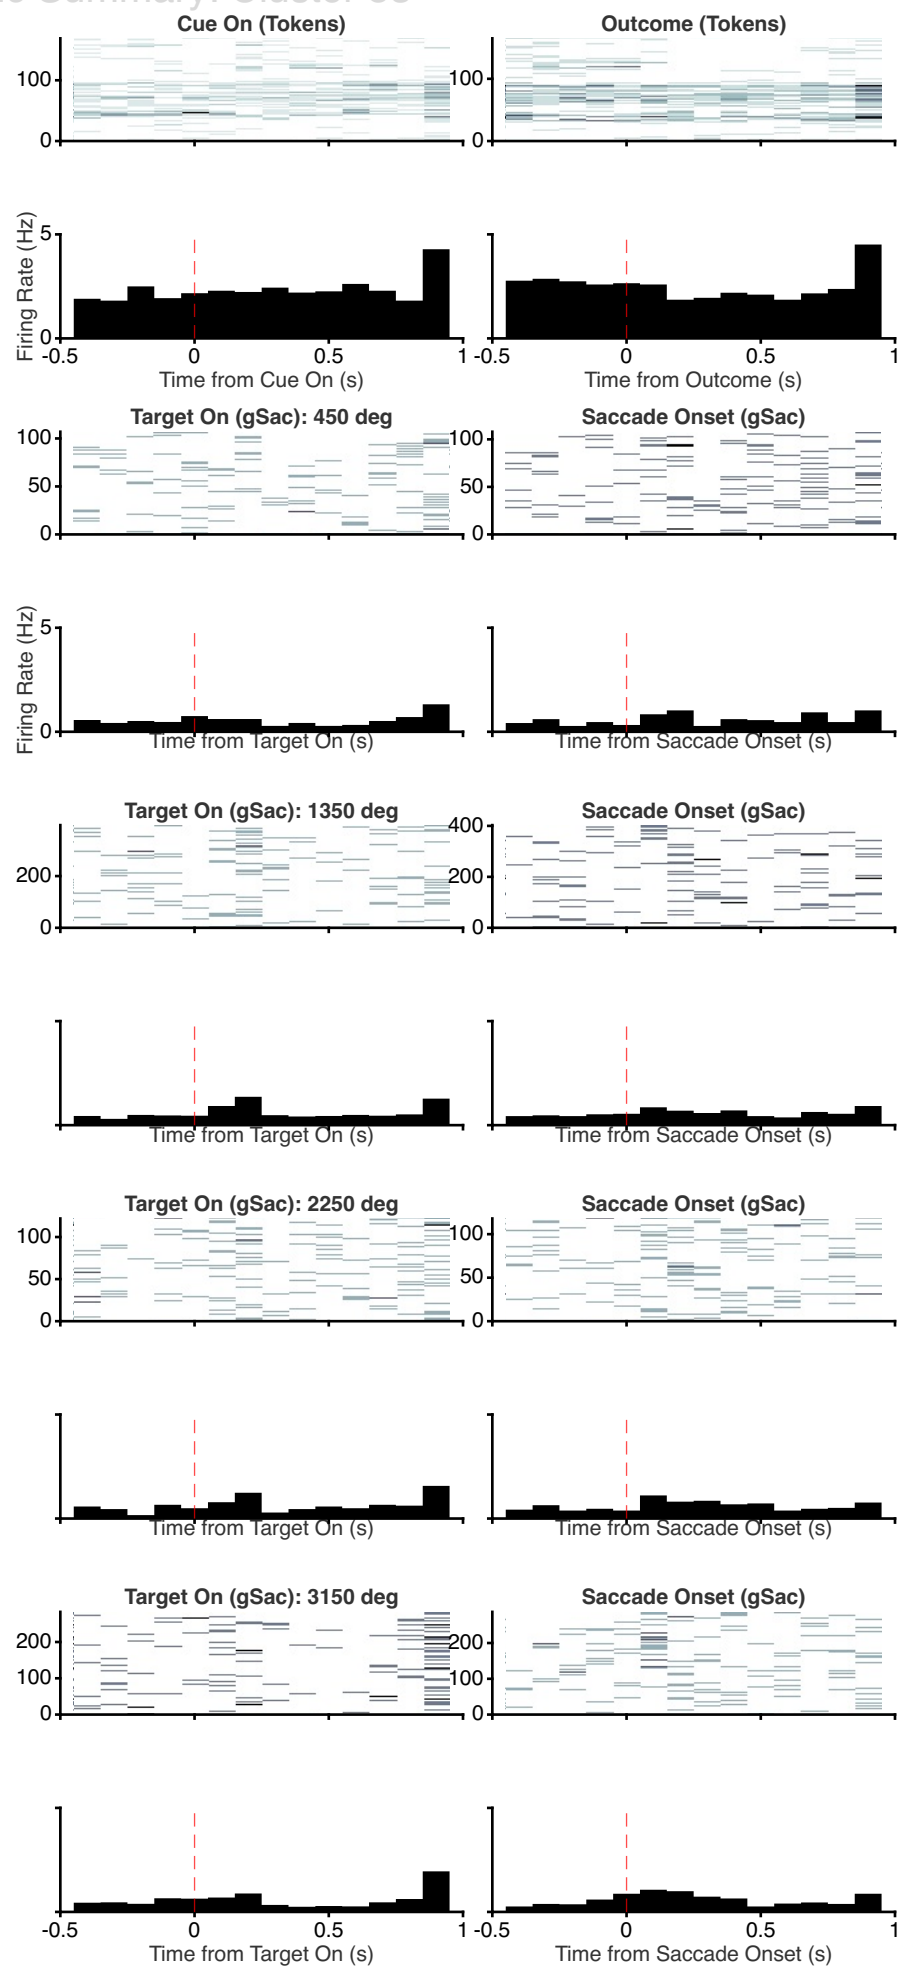 Summary: Cluster
Cue On (Tokens) Outcome (Tokens)
100 100
0 0
Firing Rate (Hz)
5
0
-0.5 0 0.5 1 -0.5 0 0.5 1
Time from Cue On (s) Time from Outcome (s)
Target On (gSac): 450 deg Saccade Onset (gSac)
100 100
50 50
0 0
Firing Rate (Hz)
5
0
Time from Target On (s) Time from Saccade Onset (s)
Target On (gSac): 1350 deg Saccade Onset (gSac)
400
200 200
0 0
Time from Target On (s) Time from Saccade Onset (s)
Target On (gSac): 2250 deg Saccade Onset (gSac)
100 100
50 50
0 0
Time from Target On (s) Time from Saccade Onset (s)
Target On (gSac): 3150 deg Saccade Onset (gSac)
200 200
100 100
0 0
-0.5 0 0.5 1 -0.5 0 0.5 1
Time from Target On (s) Time from Saccade Onset (s)